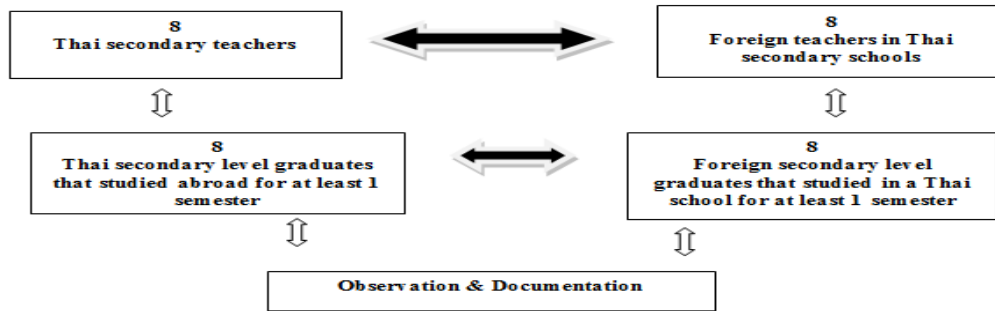 8
Thai secondary teachers
8
Foreign teachers in Thai
secondary schools
8
Thai secondary level graduates
that studied abroad for at least 1
semester
8
Foreign secondary level
graduates that studied in a Thai
school for at least 1 semester
Observation & Documentation